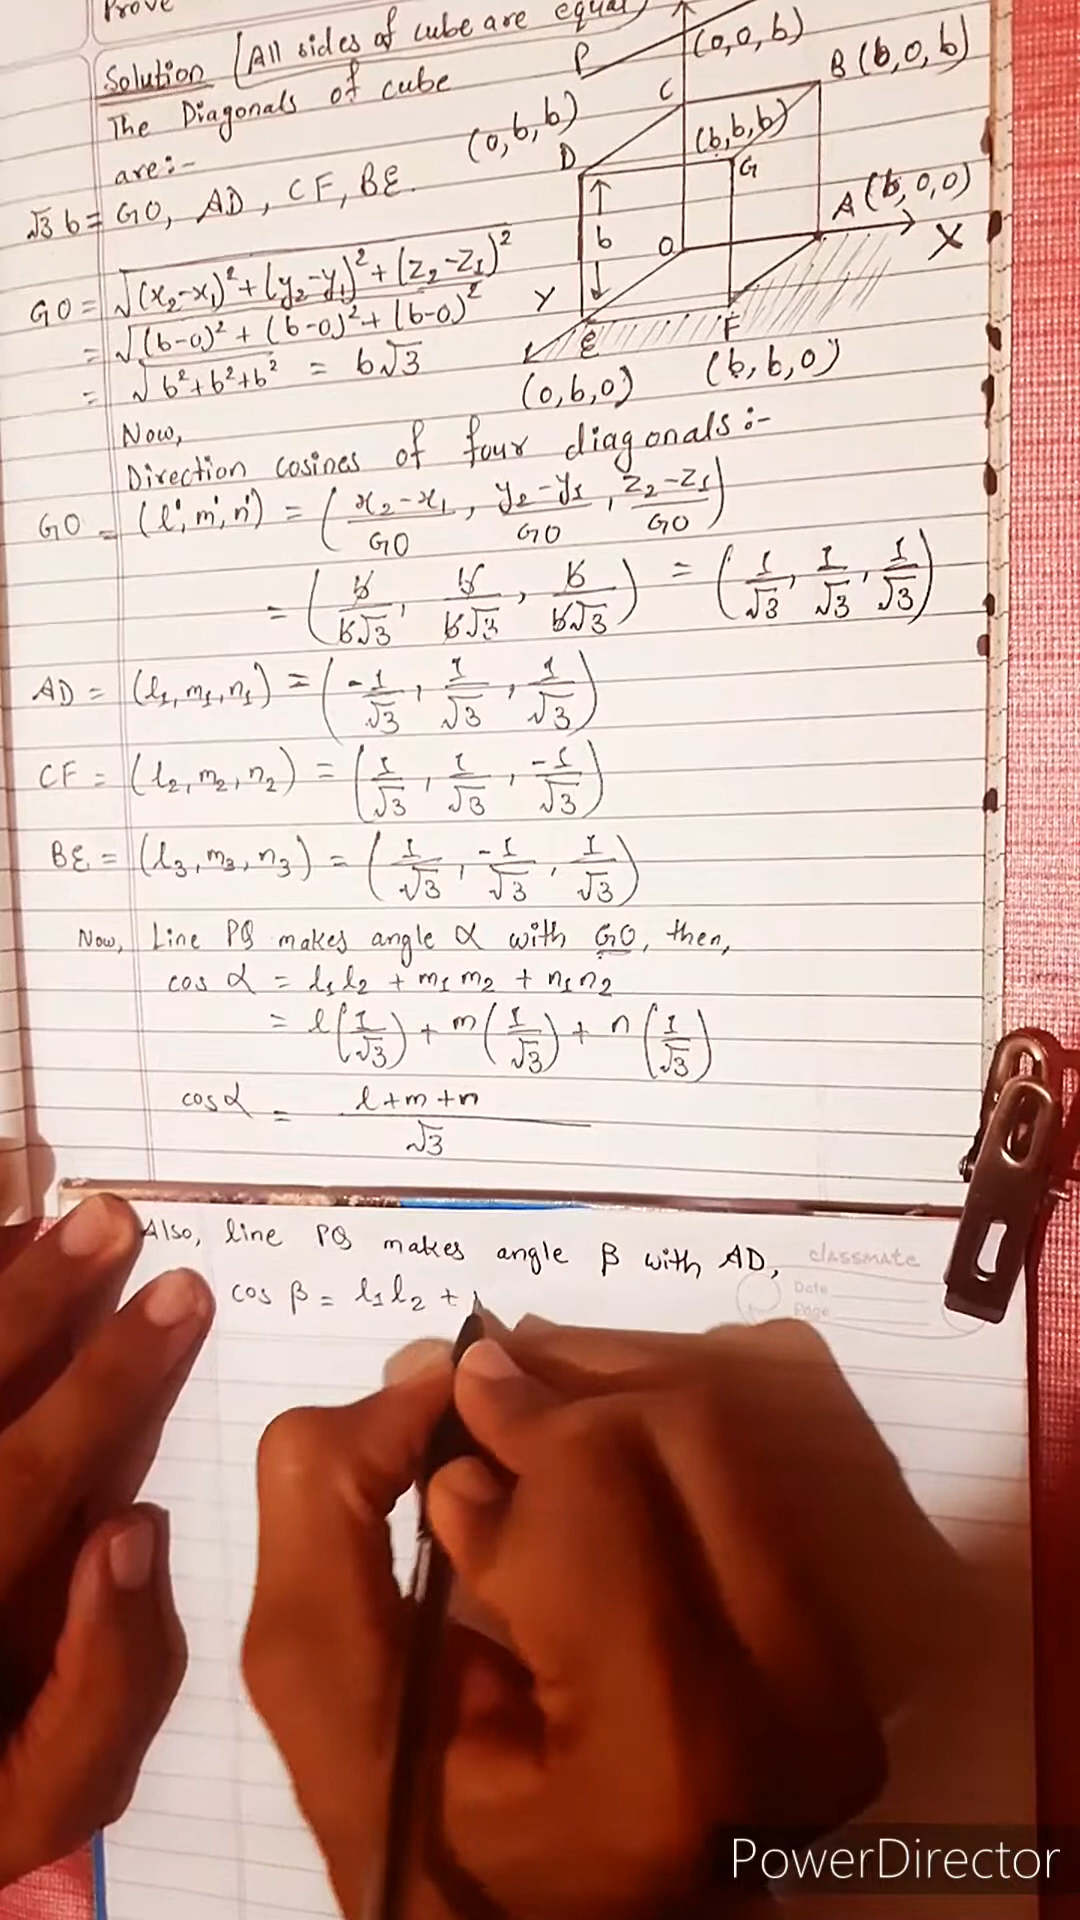 Prove
Solution (All sides of cube are equal)
The Diagonals of cube
are:-
√3 b = GO, AD, CF, BE.
GO = √(x₂-x₁)²+(y₂-y₁)²+(z₂-z₁)²
= √(b-0)² + (b-0)² + (b-0)²
= √b²+b²+b² = b√3
P
(0,0,b)
C
B (b,0,b)
(0,b,b)
D
(b,b,b)
G
A (b,0,0)
b
O
X
Y
E
F
(0,b,0)
(b,b,0)
Now,
Direction cosines of four diagonals:-
GO = (l', m', n') = ( (x₂-x₁)/GO, (y₂-y₁)/GO, (z₂-z₁)/GO )
= ( b/b√3, b/b√3, b/b√3 ) = ( 1/√3, 1/√3, 1/√3 )
AD = (l₁, m₁, n₁) = ( -1/√3, 1/√3, 1/√3 )
CF = (l₂, m₂, n₂) = ( 1/√3, 1/√3, -1/√3 )
BE = (l₃, m₃, n₃) = ( 1/√3, -1/√3, 1/√3 )
Now, Line PQ makes angle α with GO, then,
cos α = l₁l₂ + m₁m₂ + n₁n₂
= l(1/√3) + m(1/√3) + n(1/√3)
cosα = (l+m+n)/√3
Also, line PQ makes angle β with AD,
cos β = l₁l₂ +
classmate
Date
Page
PowerDirector